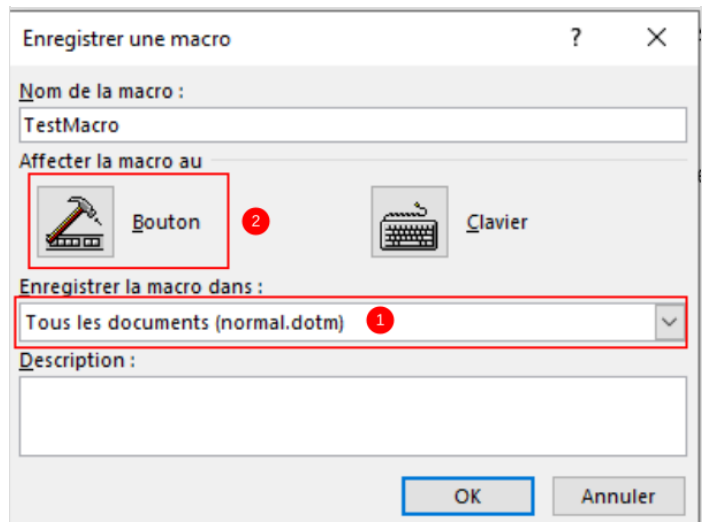 Enregistrer une macro ? ×
Nom de la macro :
TestMacro
Affecter la macro au
Bouton 2 Clavier
Enregistrer la macro dans :
Tous les documents (normal.dotm) 1
Description :
OK Annuler